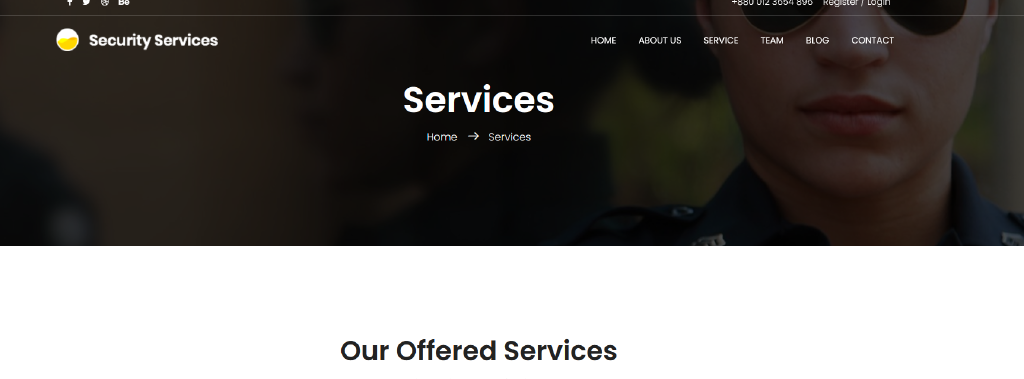 +880 012 3654 896 Register / Login
Security Services
HOME ABOUT US SERVICE TEAM BLOG CONTACT
Services
Home → Services
Our Offered Services